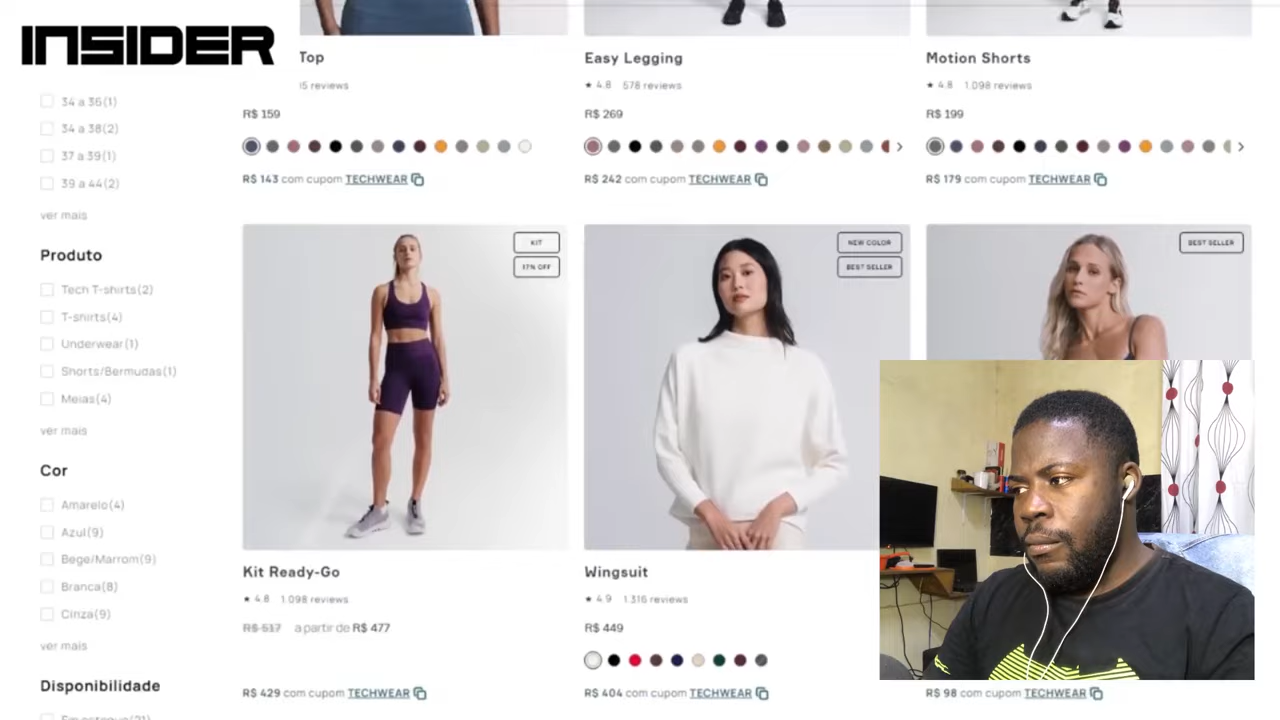 INSIDER
Top
5 reviews
R$ 159
R$ 143 com cupom TECHWEAR
Easy Legging
★ 4.8 578 reviews
R$ 269
R$ 242 com cupom TECHWEAR
Motion Shorts
★ 4.8 1.098 reviews
R$ 199
R$ 179 com cupom TECHWEAR
34 a 36(1)
34 a 38(2)
37 a 39(1)
39 a 44(2)
ver mais
Produto
Tech T-shirts(2)
T-shirts(4)
Underwear(1)
Shorts/Bermudas(1)
Meias(4)
ver mais
Cor
Amarelo(4)
Azul(9)
Bege/Marrom(9)
Branca(8)
Cinza(9)
ver mais
Disponibilidade
Em estoque(21)
KIT
17% OFF
Kit Ready-Go
★ 4.8 1.098 reviews
R$ 517 a partir de R$ 477
R$ 429 com cupom TECHWEAR
NEW COLOR
BEST SELLER
Wingsuit
★ 4.9 1.316 reviews
R$ 449
R$ 404 com cupom TECHWEAR
BEST SELLER
R$ 98 com cupom TECHWEAR